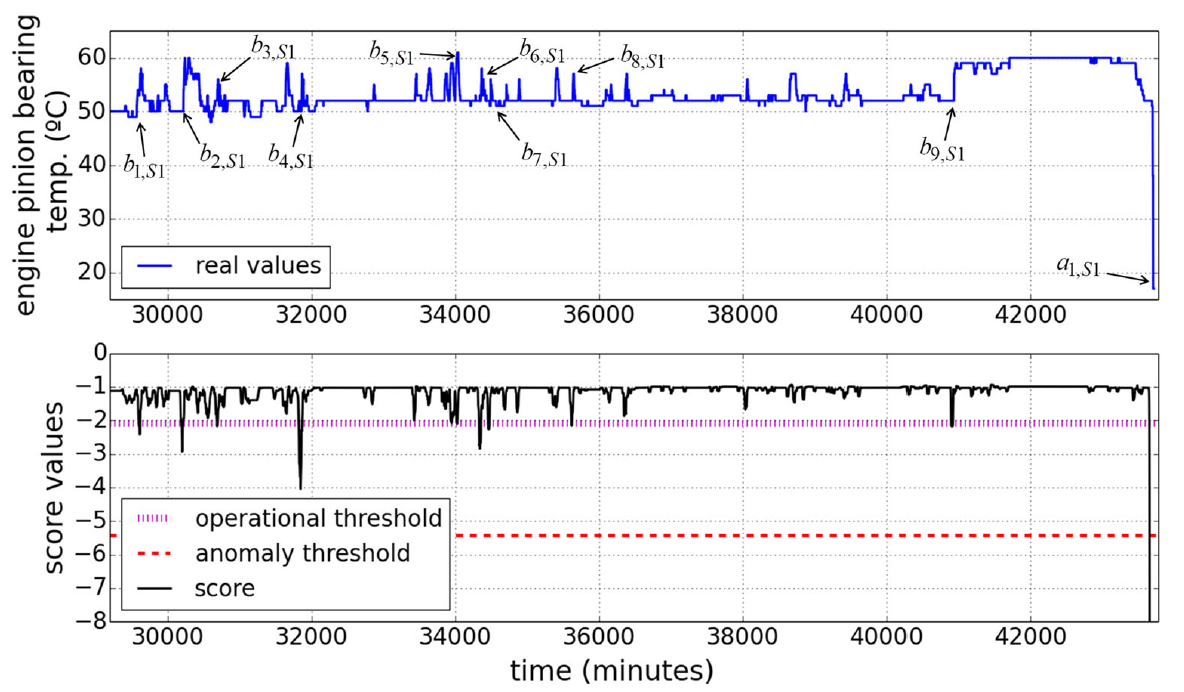 engine pinion bearing
temp. (ºC)
60
50
40
30
20
b3,S1
b5,S1
b6,S1
b8,S1
b1,S1
b2,S1
b4,S1
b7,S1
b9,S1
a1,S1
real values
30000 32000 34000 36000 38000 40000 42000
score values
0
−1
−2
−3
−4
−5
−6
−7
−8
operational threshold
anomaly threshold
score
30000 32000 34000 36000 38000 40000 42000
time (minutes)